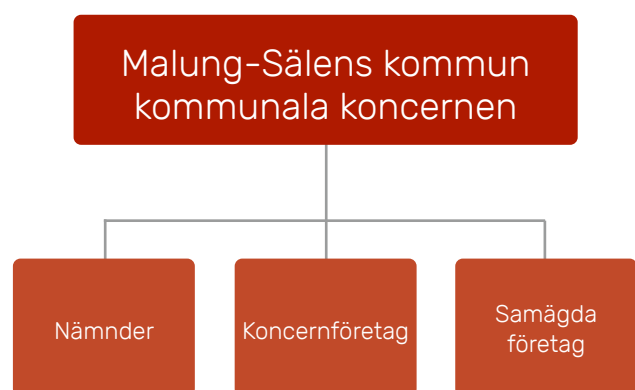 Malung-Sälens kommun
kommunala koncernen
Nämnder
Koncernföretag
Samägda
företag